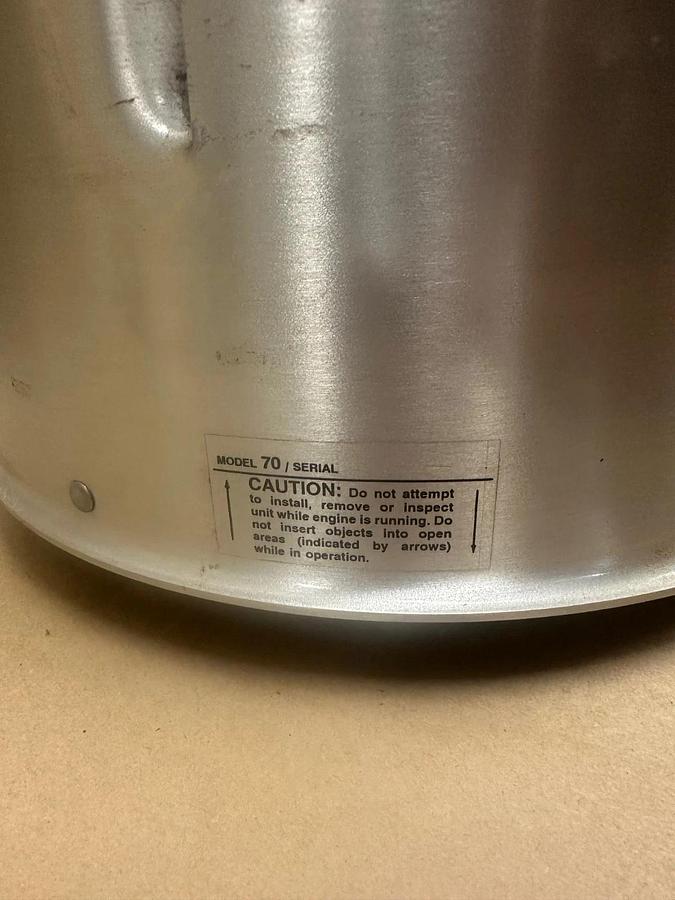 MODEL 70 / SERIAL
CAUTION: Do not attempt
to install, remove or inspect
unit while engine is running. Do
not insert objects into open
areas (indicated by arrows)
while in operation.